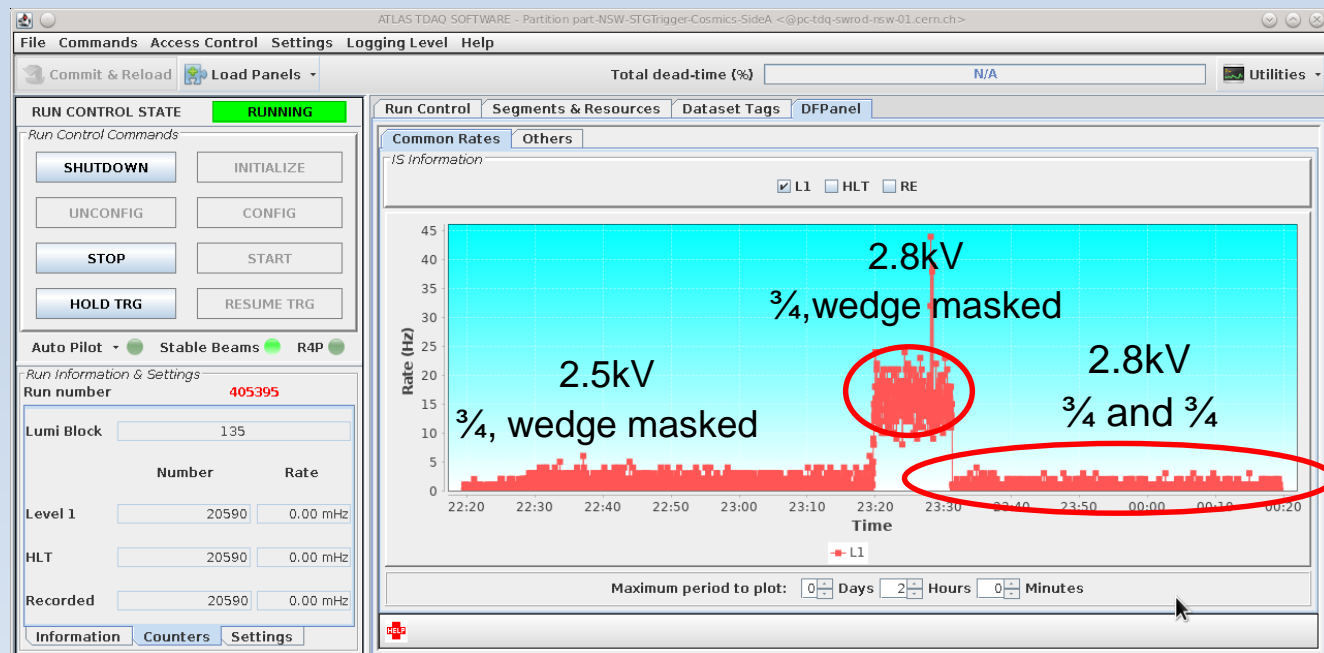 ATLAS TDAQ SOFTWARE - Partition part-NSW-STGTrigger-Cosmics-SideA <@pc-tdq-swrod-nsw-01.cern.ch>
File Commands Access Control Settings Logging Level Help
Commit & Reload Load Panels Total dead-time (%) N/A Utilities
RUN CONTROL STATE RUNNING
Run Control Commands
SHUTDOWN INITIALIZE
UNCONFIG CONFIG
STOP START
HOLD TRG RESUME TRG
Auto Pilot Stable Beams R4P
Run Information & Settings
Run number 405395
Lumi Block 135
Number Rate
Level 1 20590 0.00 mHz
HLT 20590 0.00 mHz
Recorded 20590 0.00 mHz
Information Counters Settings
Run Control Segments & Resources Dataset Tags DFPanel
Common Rates Others
IS Information
L1 HLT RE
45
40
35
30
25
20
15
10
5
0
Rate (Hz)
2.5kV
¾, wedge masked
2.8kV
¾,wedge masked
2.8kV
¾ and ¾
22:20 22:30 22:40 22:50 23:00 23:10 23:20 23:30 23:40 23:50 00:00 00:10 00:20
Time
L1
Maximum period to plot: 0 Days 2 Hours 0 Minutes
HELP